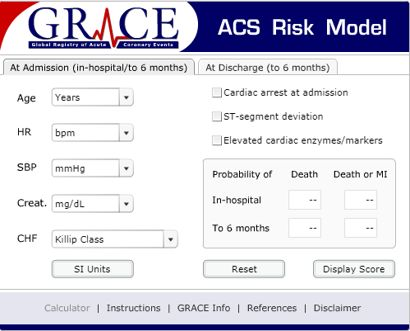 GRACE
Global Registry of Acute Coronary Events
ACS Risk Model
At Admission (in-hospital/to 6 months)
At Discharge (to 6 months)
Age Years
Cardiac arrest at admission
ST-segment deviation
HR bpm
Elevated cardiac enzymes/markers
SBP mmHg
Probability of Death Death or MI
In-hospital -- --
Creat. mg/dL
To 6 months -- --
CHF Killip Class
SI Units Reset Display Score
Calculator | Instructions | GRACE Info | References | Disclaimer